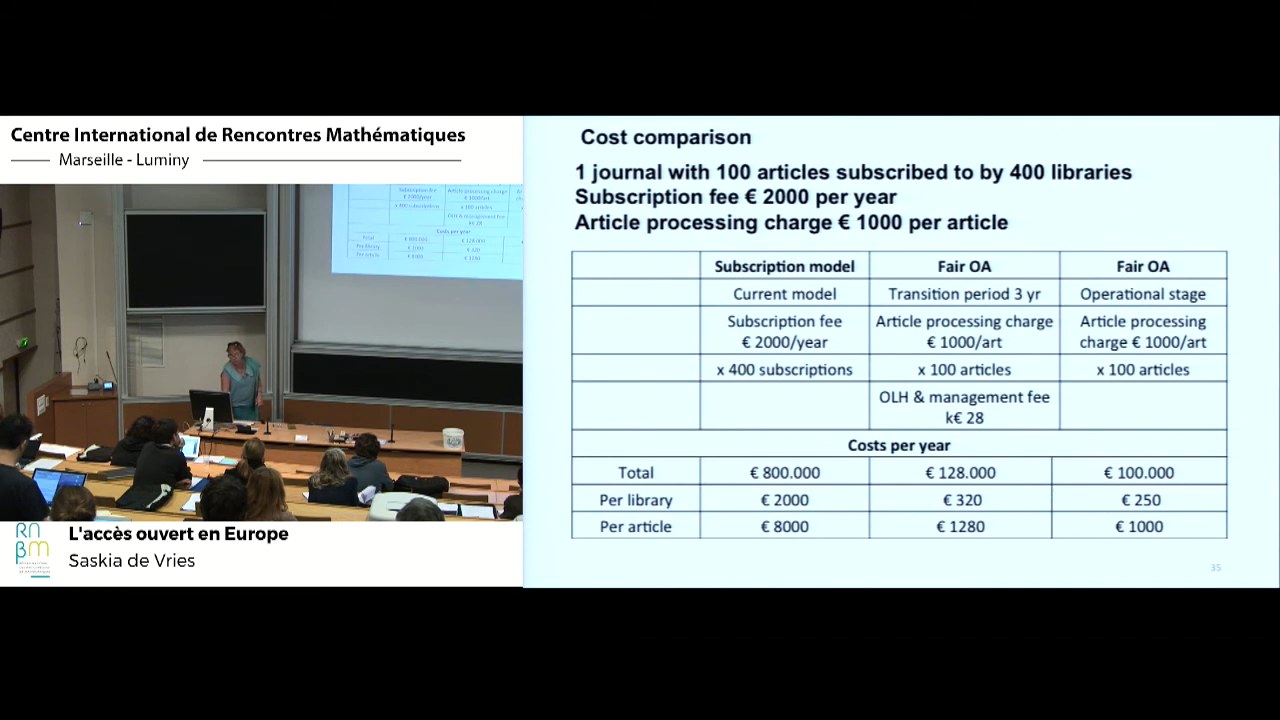 Centre International de Rencontres Mathématiques
Marseille - Luminy
L'accès ouvert en Europe
Saskia de Vries
Cost comparison
1 journal with 100 articles subscribed to by 400 libraries
Subscription fee € 2000 per year
Article processing charge € 1000 per article
Subscription model Fair OA Fair OA
Current model Transition period 3 yr Operational stage
Subscription fee Article processing charge Article processing
€ 2000/year € 1000/art charge € 1000/art
x 400 subscriptions x 100 articles x 100 articles
OLH & management fee
k€ 28
Costs per year
Total € 800.000 € 128.000 € 100.000
Per library € 2000 € 320 € 250
Per article € 8000 € 1280 € 1000
35